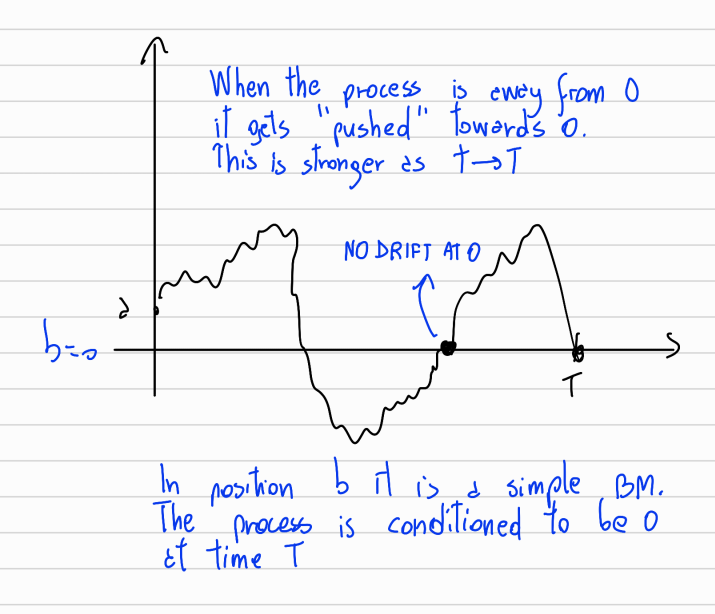 When the process is away from 0
it gets "pushed" towards 0.
This is stronger as t→T
NO DRIFT AT 0
a
b=0
T
In position b it is a simple BM.
The process is conditioned to be 0
at time T